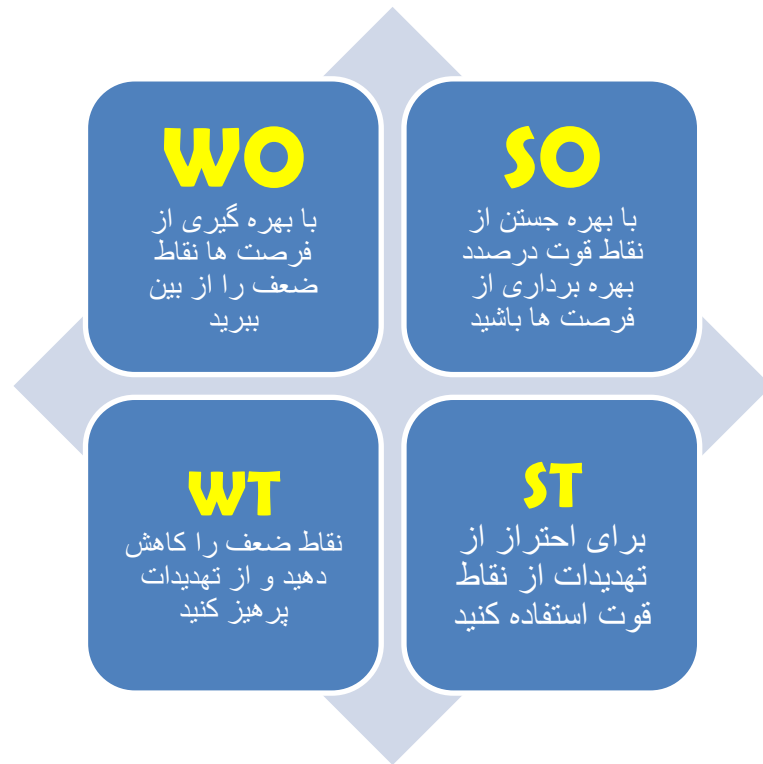 SO
با بهره جستن از
نقاط قوت درصدد
بهره برداری از
فرصت ها باشید
WO
با بهره گیری از
فرصت ها نقاط
ضعف را از بین
ببرید
ST
برای احتراز از
تهدیدات از نقاط
قوت استفاده کنید
WT
نقاط ضعف را کاهش
دهید و از تهدیدات
پرهیز کنید